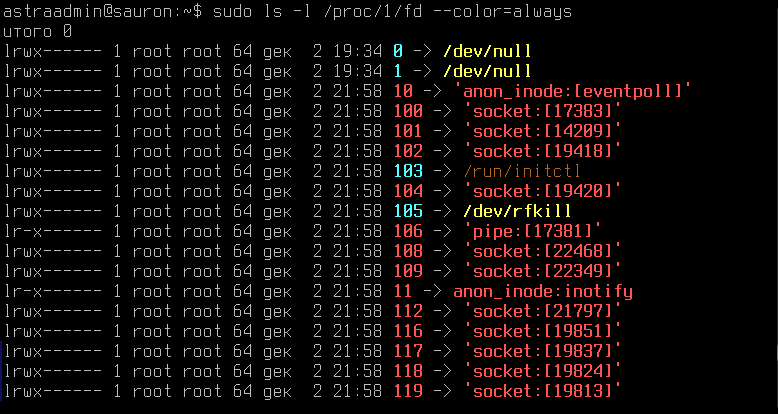 astraadmin@sauron:~$ sudo ls -l /proc/1/fd --color=always
итого 0
lrwx------ 1 root root 64 дек  2 19:34 0 -> /dev/null
lrwx------ 1 root root 64 дек  2 19:34 1 -> /dev/null
lrwx------ 1 root root 64 дек  2 21:58 10 -> 'anon_inode:[eventpoll]'
lrwx------ 1 root root 64 дек  2 21:58 100 -> 'socket:[17383]'
lrwx------ 1 root root 64 дек  2 21:58 101 -> 'socket:[14209]'
lrwx------ 1 root root 64 дек  2 21:58 102 -> 'socket:[19418]'
lrwx------ 1 root root 64 дек  2 21:58 103 -> /run/initctl
lrwx------ 1 root root 64 дек  2 21:58 104 -> 'socket:[19420]'
lrwx------ 1 root root 64 дек  2 21:58 105 -> /dev/rfkill
lr-x------ 1 root root 64 дек  2 21:58 106 -> 'pipe:[17381]'
lrwx------ 1 root root 64 дек  2 21:58 108 -> 'socket:[22468]'
lrwx------ 1 root root 64 дек  2 21:58 109 -> 'socket:[22349]'
lr-x------ 1 root root 64 дек  2 21:58 11 -> anon_inode:inotify
lrwx------ 1 root root 64 дек  2 21:58 112 -> 'socket:[21797]'
lrwx------ 1 root root 64 дек  2 21:58 116 -> 'socket:[19851]'
lrwx------ 1 root root 64 дек  2 21:58 117 -> 'socket:[19837]'
lrwx------ 1 root root 64 дек  2 21:58 118 -> 'socket:[19824]'
lrwx------ 1 root root 64 дек  2 21:58 119 -> 'socket:[19813]'